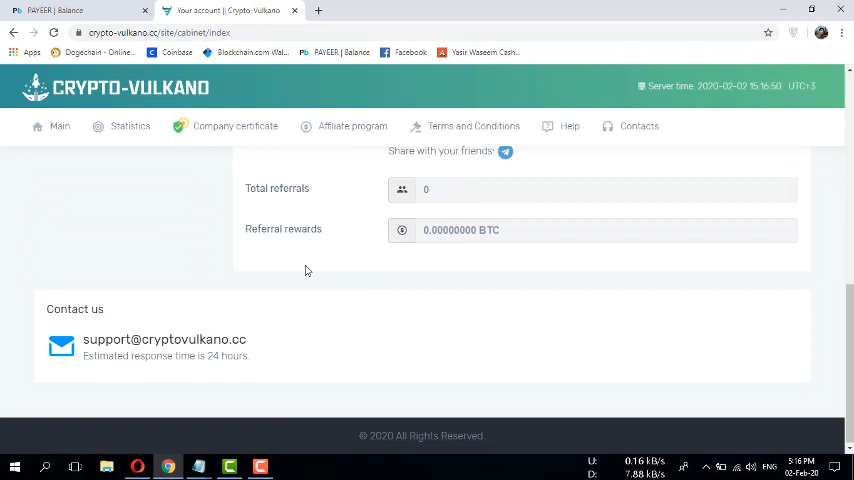 PAYEER || Balance
Your account || Crypto-Vulkano
crypto-vulkano.cc/site/cabinet/index
Apps
Dogechain - Online...
Coinbase
Blockchain.com Wal...
PAYEER || Balance
Facebook
Yasir Waseem Cash...
CRYPTO-VULKANO
Server time: 2020-02-02 15:16:50 UTC+3
Main
Statistics
Company certificate
Affiliate program
Terms and Conditions
Help
Contacts
Share with your friends:
Total referrals
0
Referral rewards
0.00000000 BTC
Contact us
support@cryptovulkano.cc
Estimated response time is 24 hours.
© 2020 All Rights Reserved.
U: 0.16 kB/s
D: 7.88 kB/s
ENG
5:16 PM
02-Feb-20